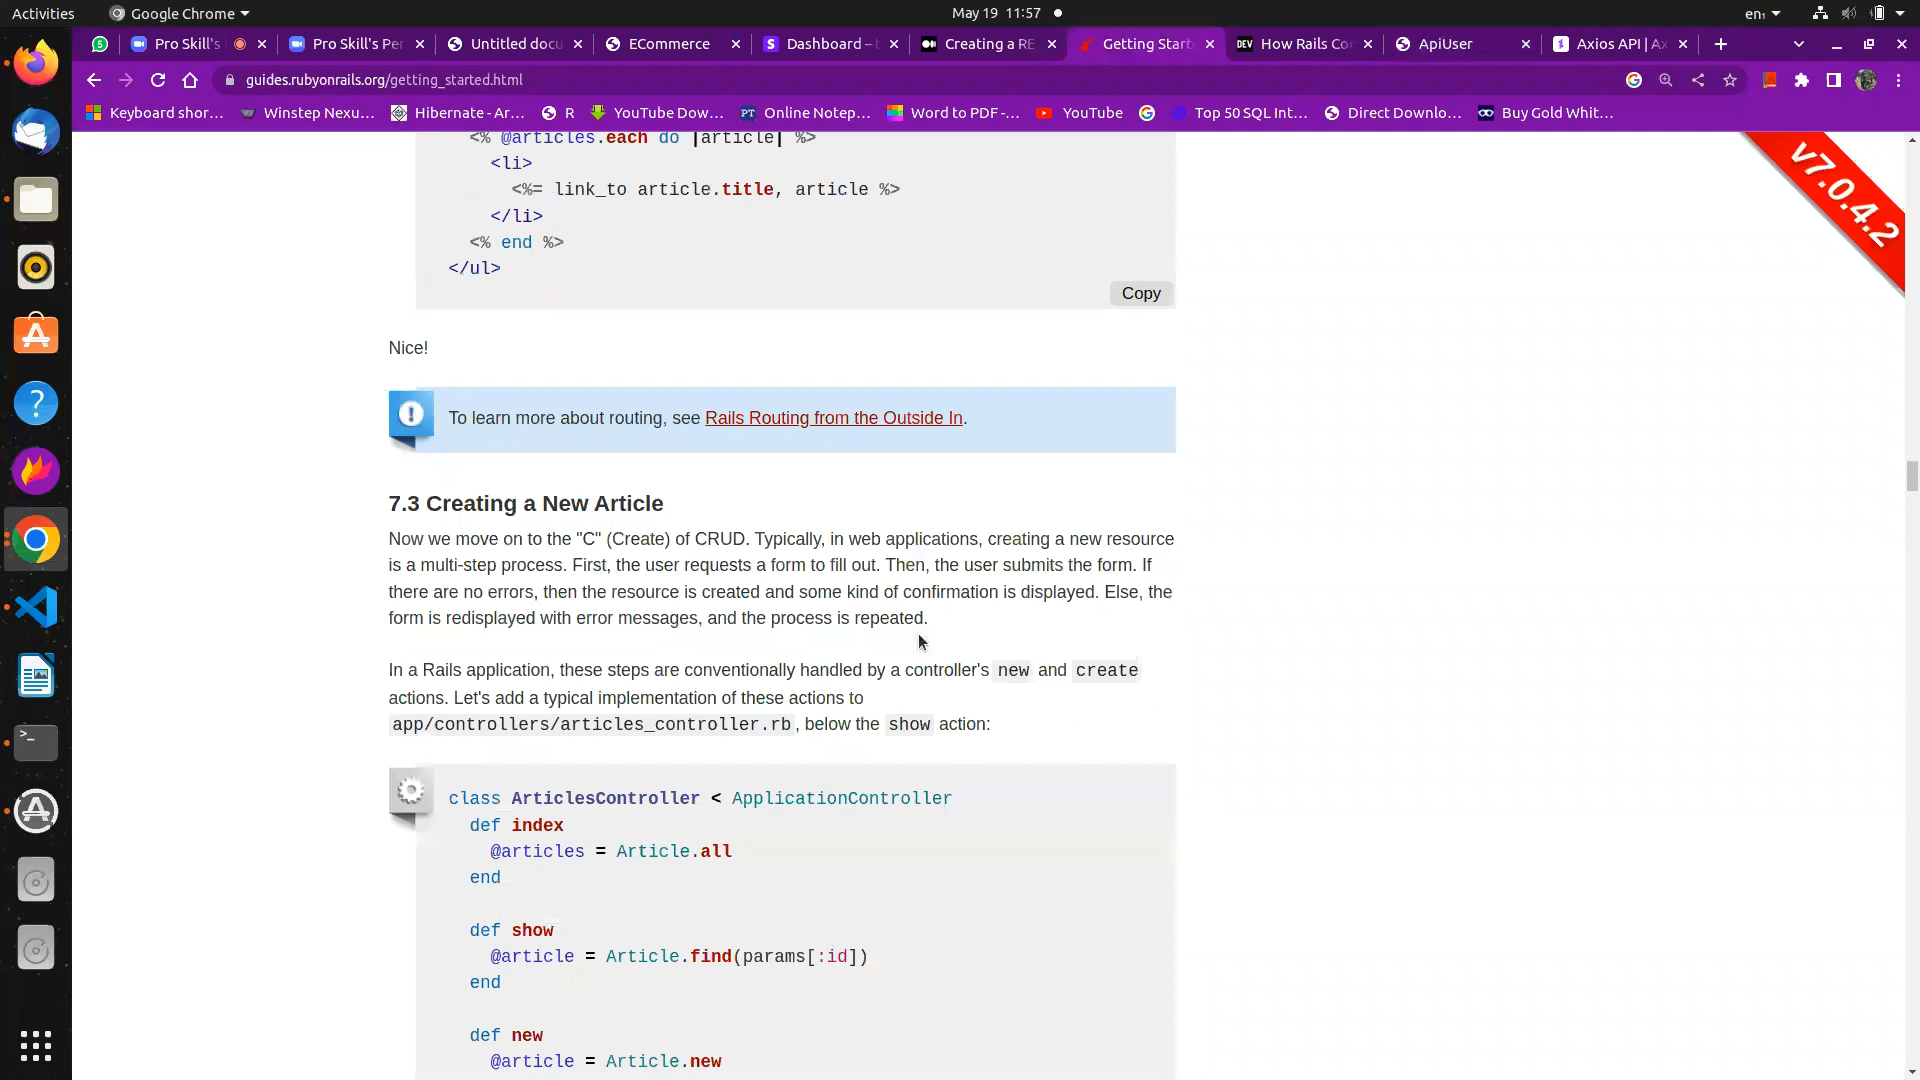 Activities
Google Chrome
May 19 11:57
en₁
Pro Skill's
Pro Skill's Per
Untitled docu
ECommerce
Dashboard – t
Creating a RE
Getting Start
DEV
How Rails Co
ApiUser
Axios API | Ax
guides.rubyonrails.org/getting_started.html
Keyboard shor...
Winstep Nexu...
Hibernate - Ar...
R
YouTube Dow...
PT
Online Notep...
Word to PDF -...
YouTube
Top 50 SQL Int...
Direct Downlo...
Buy Gold Whit...
v7.0.4.2
<% @articles.each do |article| %>
<li>
<%= link_to article.title, article %>
</li>
<% end %>
</ul>
Copy
Nice!
To learn more about routing, see Rails Routing from the Outside In.
7.3 Creating a New Article
Now we move on to the "C" (Create) of CRUD. Typically, in web applications, creating a new resource
is a multi-step process. First, the user requests a form to fill out. Then, the user submits the form. If
there are no errors, then the resource is created and some kind of confirmation is displayed. Else, the
form is redisplayed with error messages, and the process is repeated.
In a Rails application, these steps are conventionally handled by a controller's new and create
actions. Let's add a typical implementation of these actions to
app/controllers/articles_controller.rb, below the show action:
class ArticlesController < ApplicationController
def index
@articles = Article.all
end
def show
@article = Article.find(params[:id])
end
def new
@article = Article.new